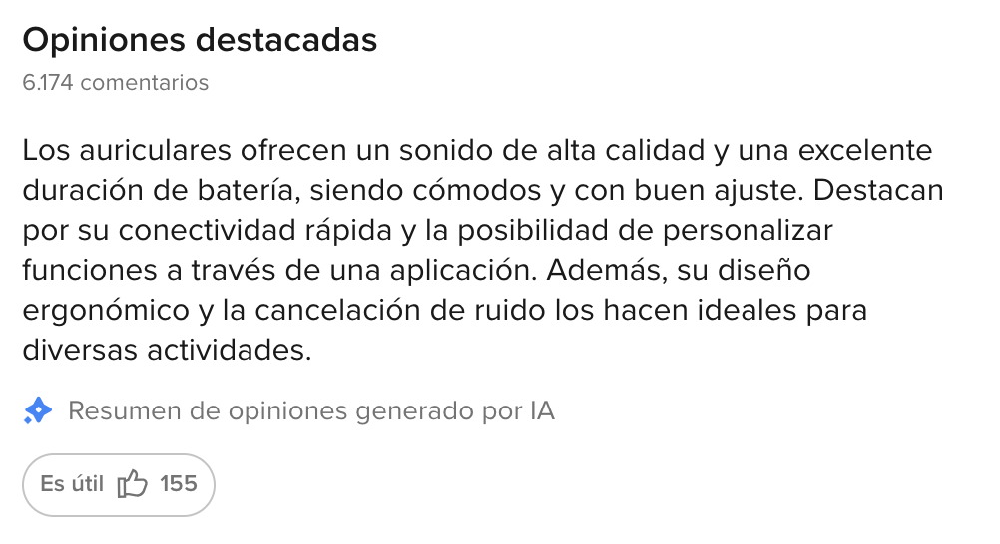 Opiniones destacadas
6.174 comentarios
Los auriculares ofrecen un sonido de alta calidad y una excelente
duración de batería, siendo cómodos y con buen ajuste. Destacan
por su conectividad rápida y la posibilidad de personalizar
funciones a través de una aplicación. Además, su diseño
ergonómico y la cancelación de ruido los hacen ideales para
diversas actividades.
Resumen de opiniones generado por IA
Es útil 155